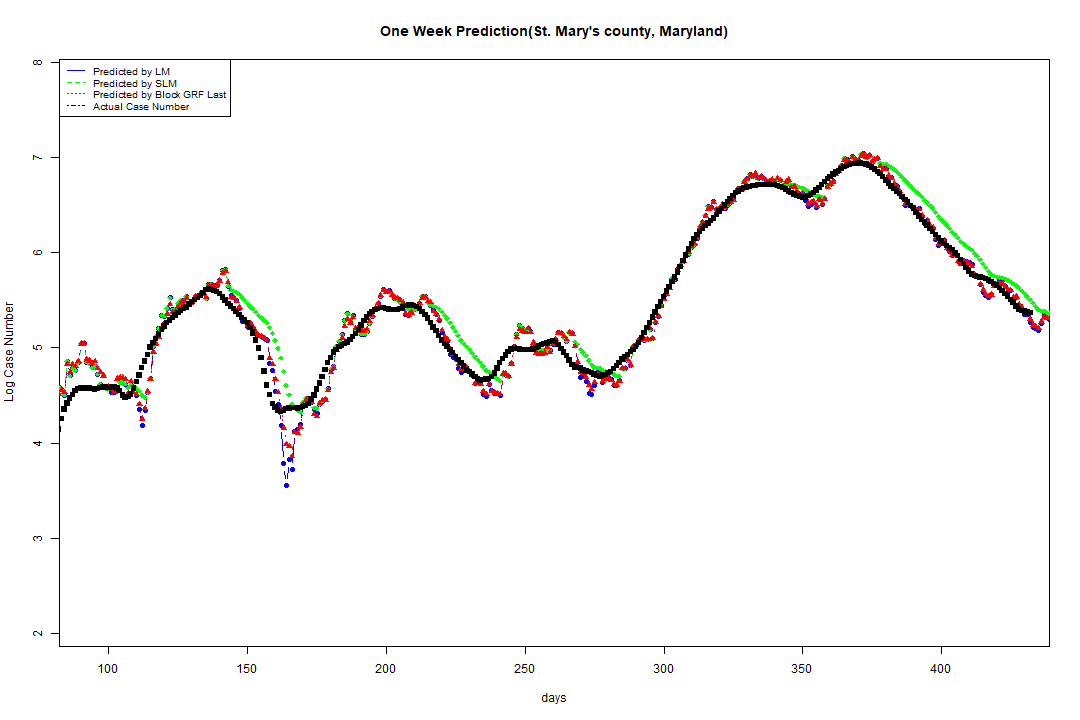 One Week Prediction(St. Mary's county, Maryland)
Predicted by LM
Predicted by SLM
Predicted by Block GRF Last
Actual Case Number
8
7
6
5
4
3
2
Log Case Number
100 150 200 250 300 350 400
days